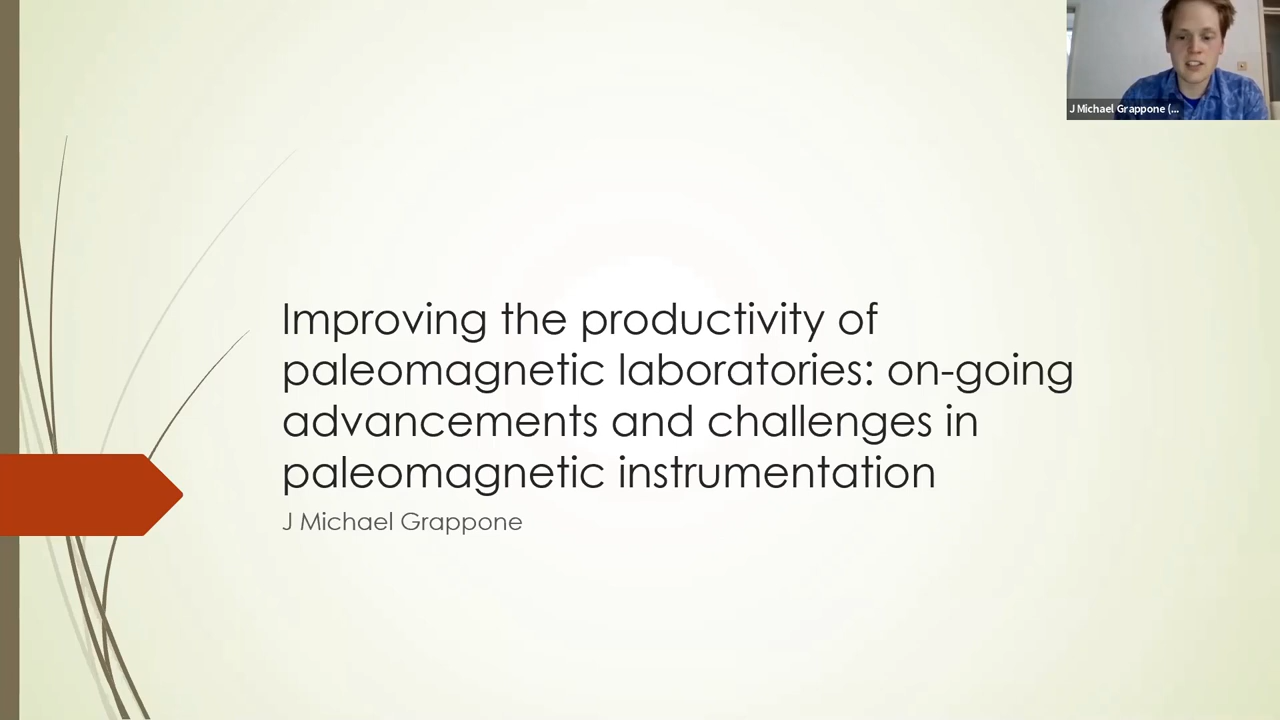 J Michael Grappone (...
Improving the productivity of
paleomagnetic laboratories: on-going
advancements and challenges in
paleomagnetic instrumentation
J Michael Grappone